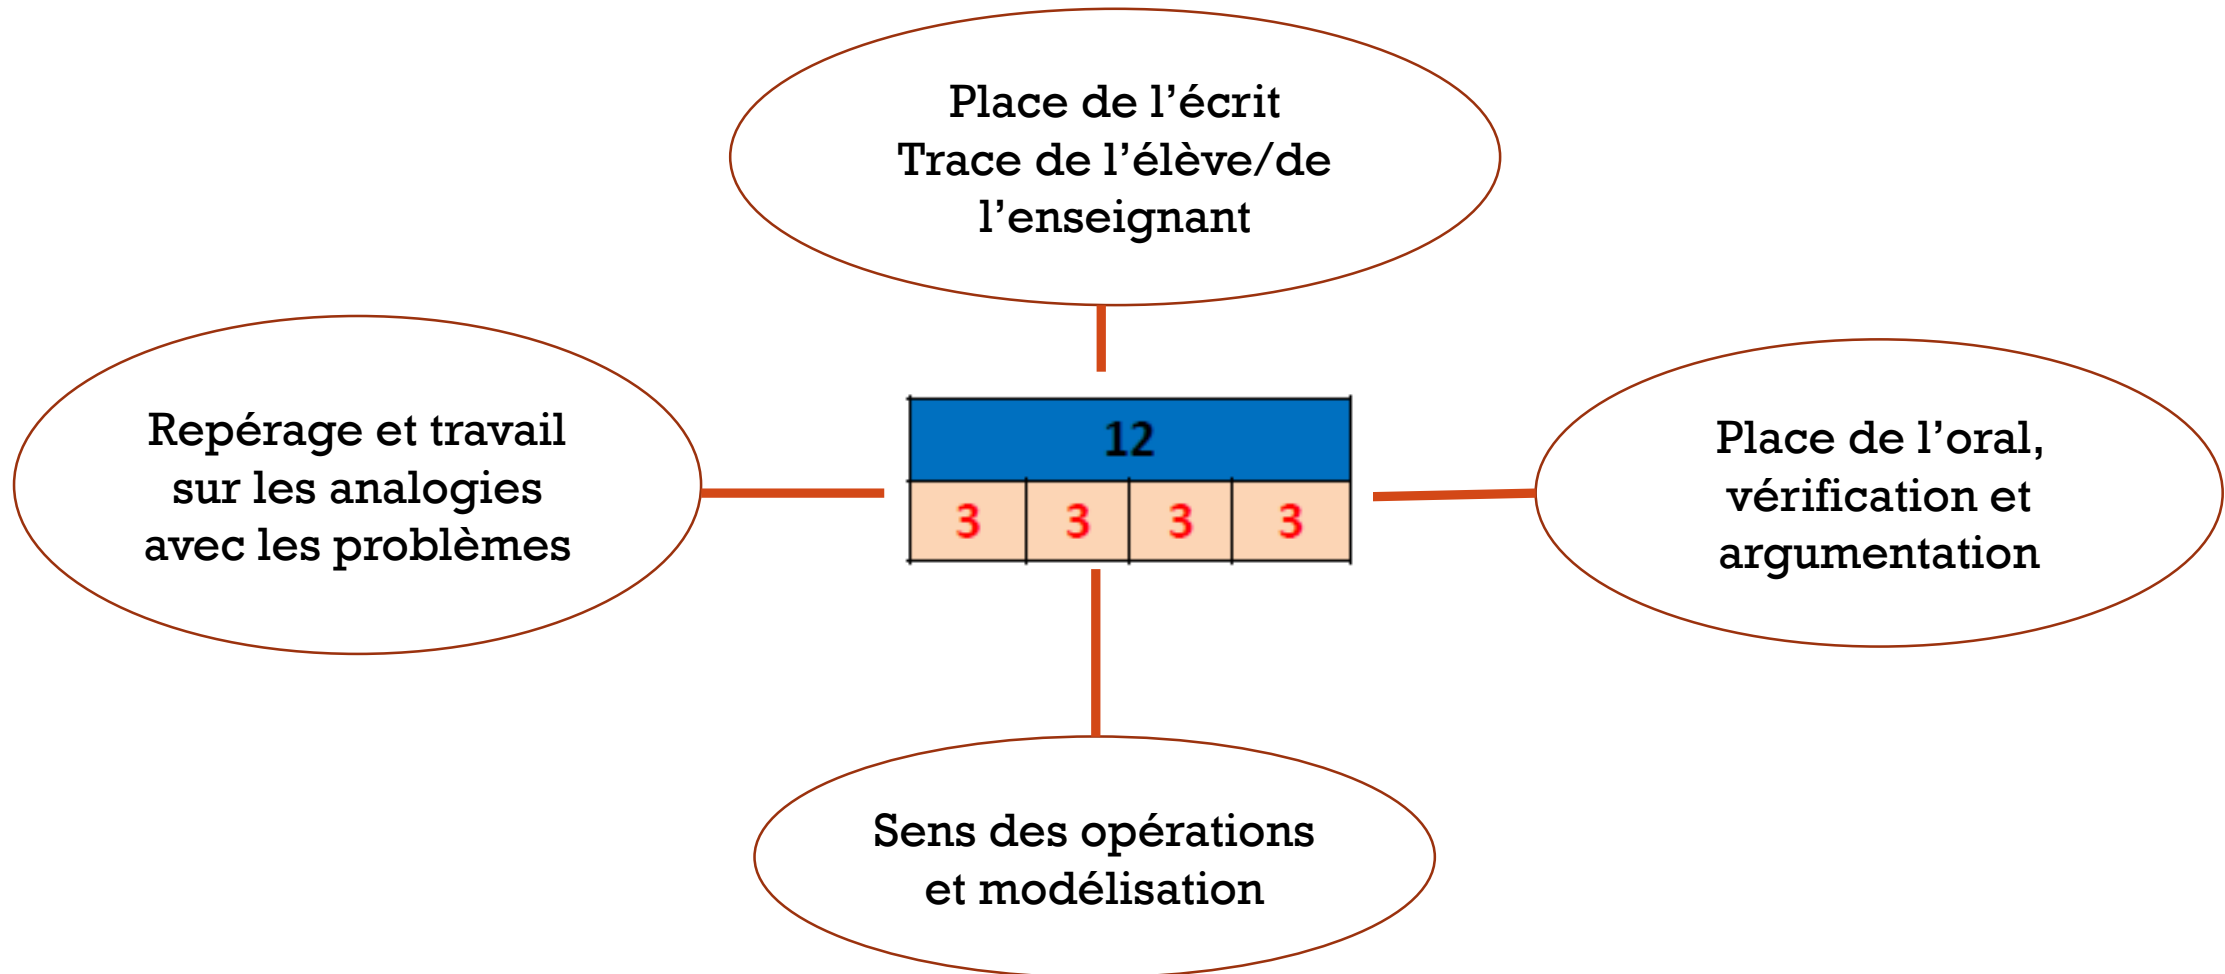 Place de l’écrit
Trace de l’élève/de
l’enseignant
Repérage et travail
sur les analogies
avec les problèmes
12
3 3 3 3
Place de l’oral,
vérification et
argumentation
Sens des opérations
et modélisation